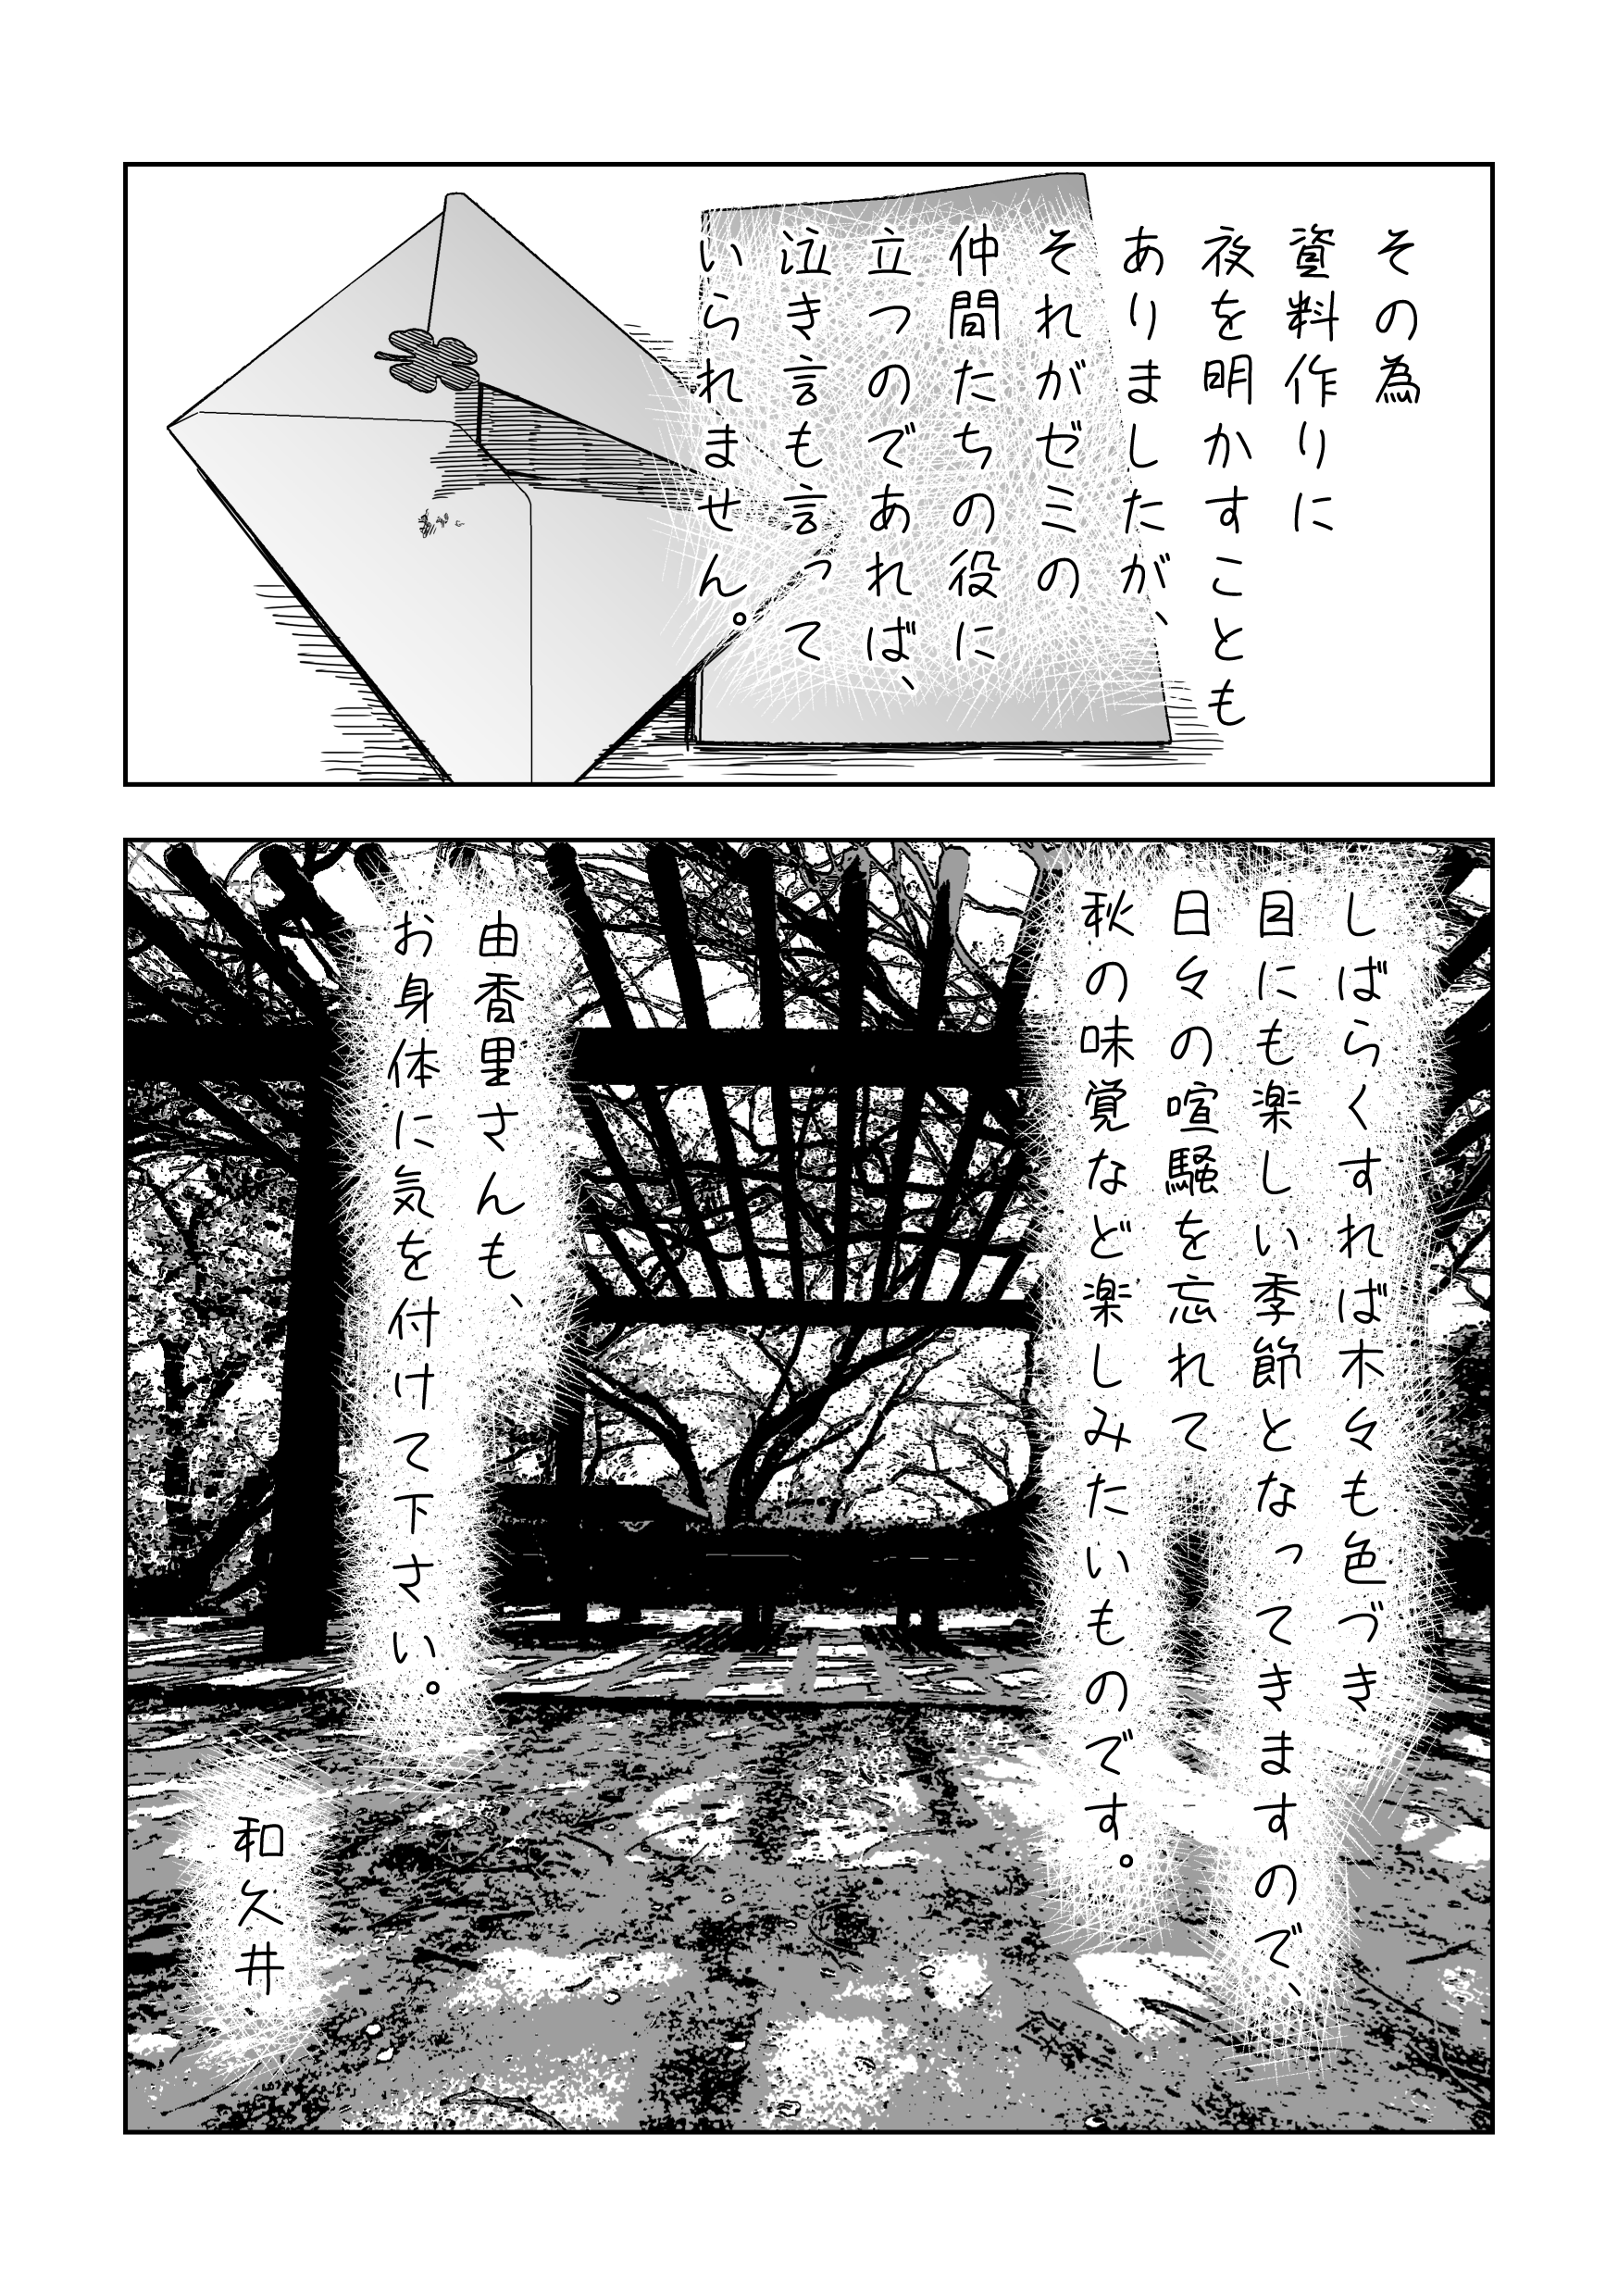 その為
資料作りに
夜を明かすことも
ありましたが、
それがゼミの
仲間たちの役に
立つのであれば、
泣き言も言って
いられません。
しばらくすれば木々も色づき
目にも楽しい季節となってきますので、
日々の喧騒を忘れて
秋の味覚など楽しみたいものです。
由香里さんも、
お身体に気を付けて下さい。
和久井